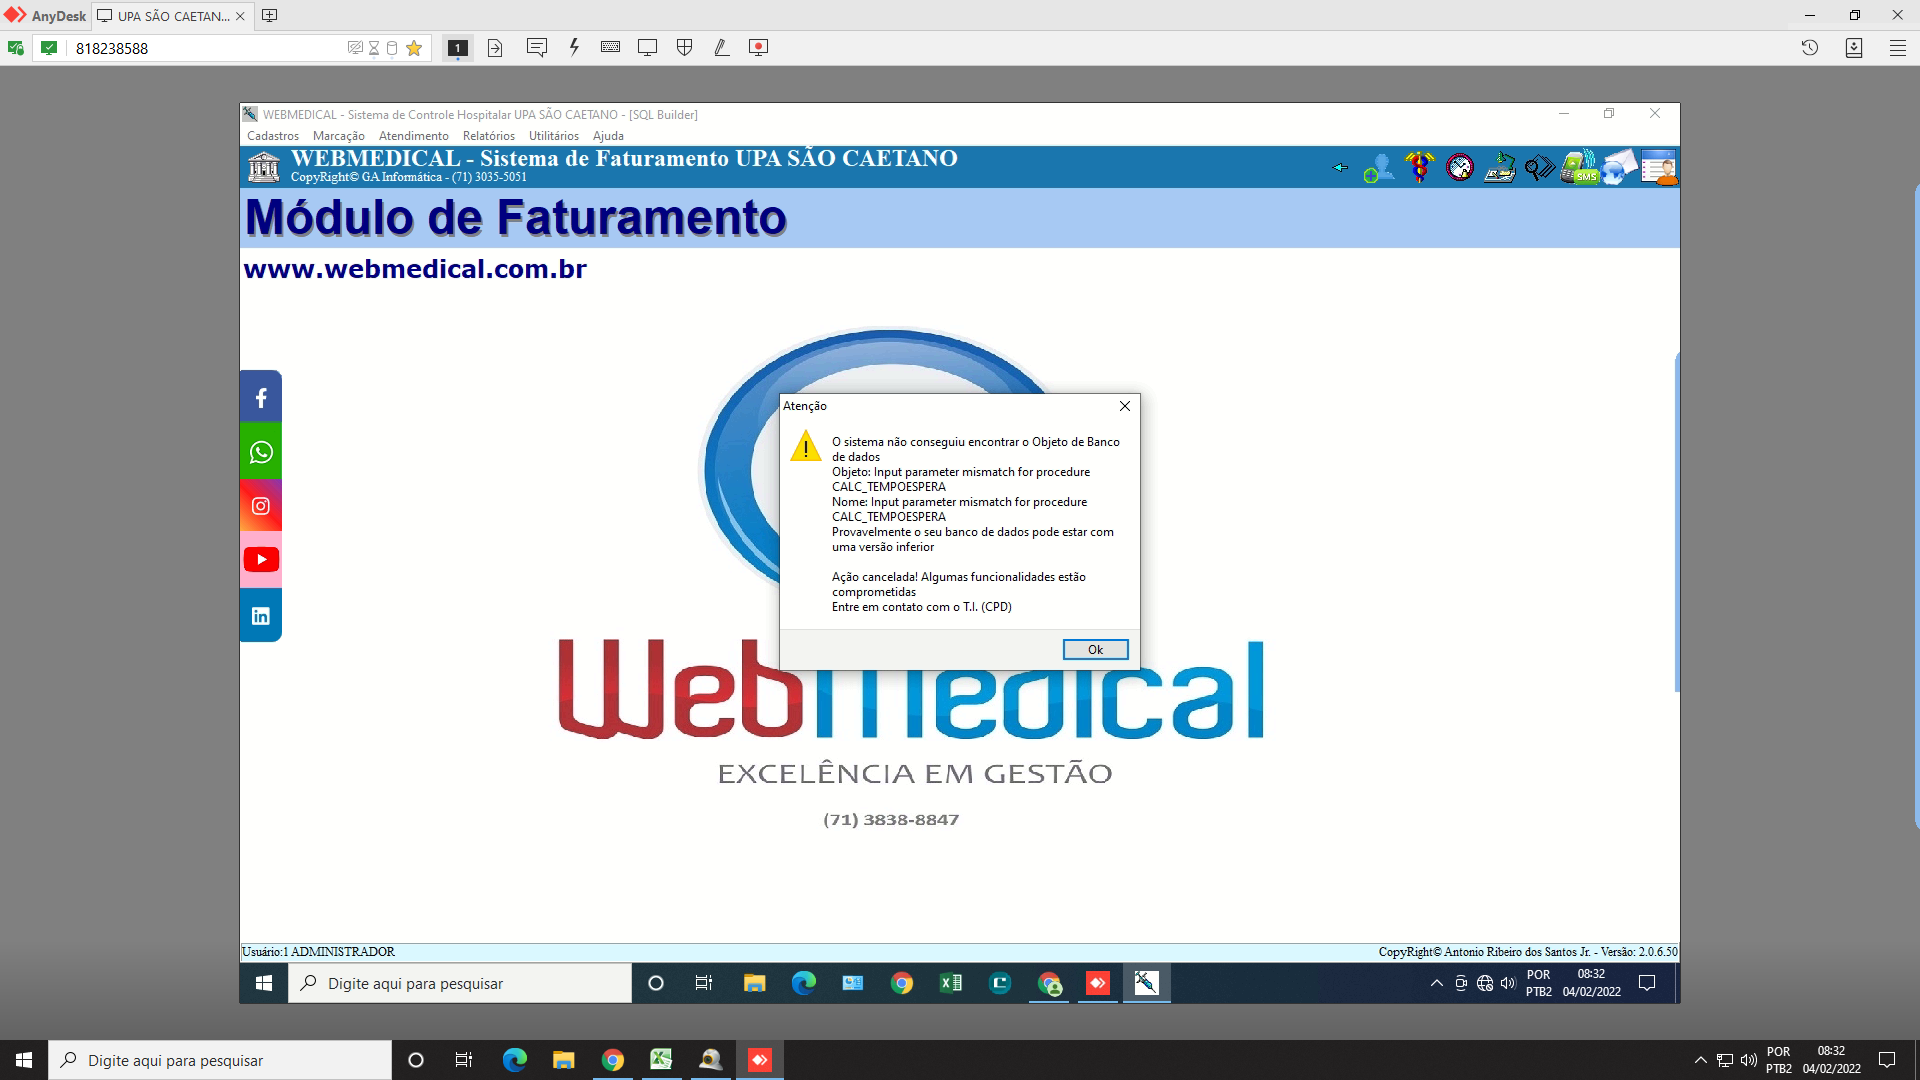 AnyDesk
UPA SÃO CAETAN...
818238588
1
WEBMEDICAL - Sistema de Controle Hospitalar UPA SÃO CAETANO - [SQL Builder]
Cadastros Marcação Atendimento Relatórios Utilitários Ajuda
WEBMEDICAL - Sistema de Faturamento UPA SÃO CAETANO
CopyRight© GA Informática - (71) 3035-5051
SMS
Módulo de Faturamento
www.webmedical.com.br
Atenção
O sistema não conseguiu encontrar o Objeto de Banco
de dados
Objeto: Input parameter mismatch for procedure
CALC_TEMPOESPERA
Nome: Input parameter mismatch for procedure
CALC_TEMPOESPERA
Provavelmente o seu banco de dados pode estar com
uma versão inferior
Ação cancelada! Algumas funcionalidades estão
comprometidas
Entre em contato com o T.I. (CPD)
Ok
WebMedical
EXCELÊNCIA EM GESTÃO
(71) 3838-8847
Usuário:1 ADMINISTRADOR
CopyRight© Antonio Ribeiro dos Santos Jr. - Versão: 2.0.6.50
Digite aqui para pesquisar
POR
PTB2
08:32
04/02/2022
Digite aqui para pesquisar
POR
PTB2
08:32
04/02/2022